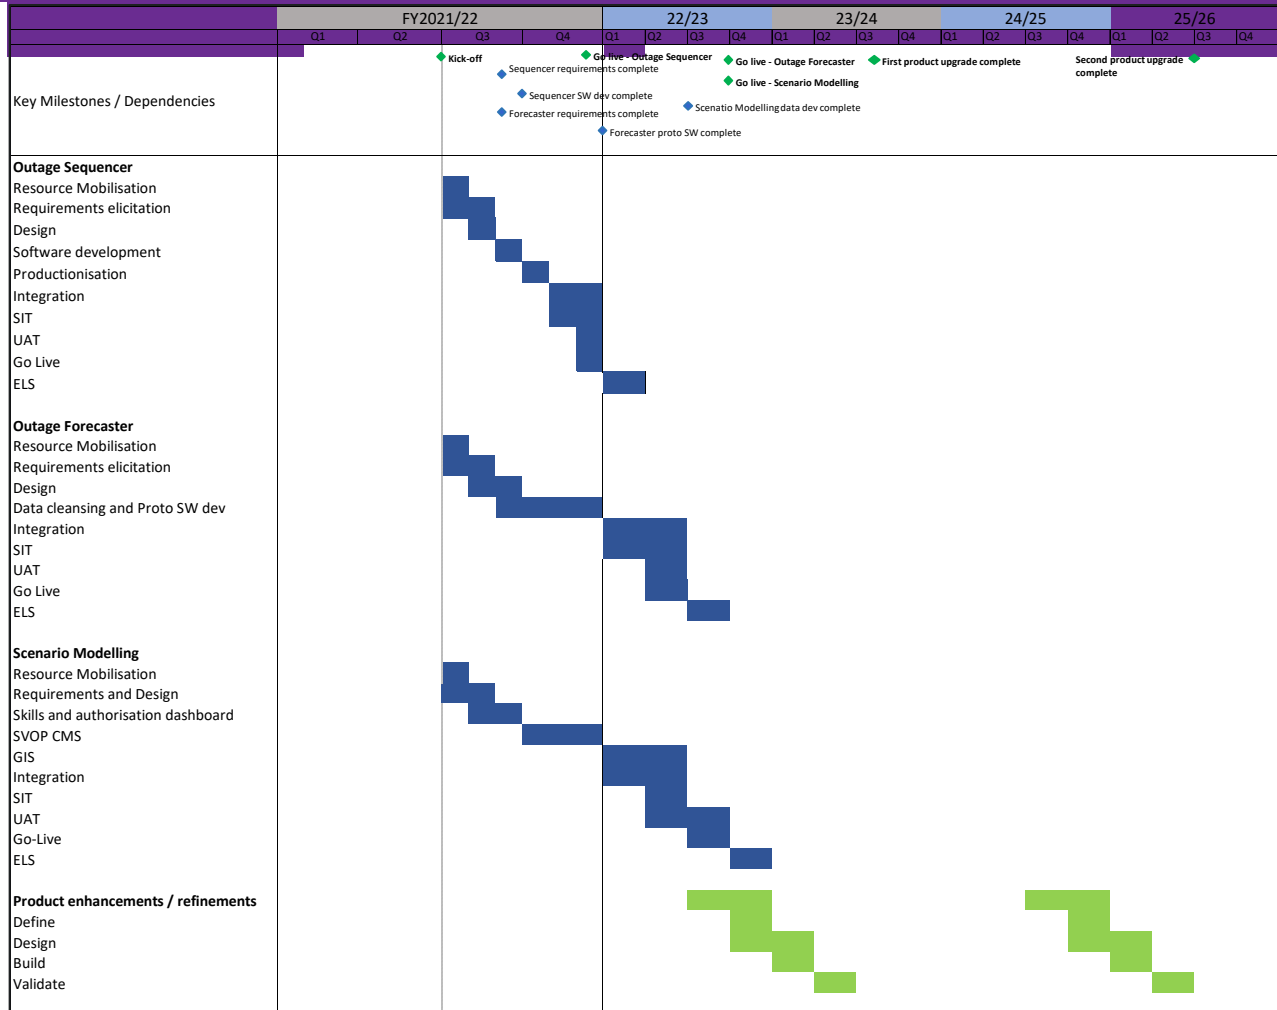 FY2021/22 22/23 23/24 24/25 25/26
Q1 Q2 Q3 Q4 Q1 Q2 Q3 Q4 Q1 Q2 Q3 Q4 Q1 Q2 Q3 Q4 Q1 Q2 Q3 Q4
Key Milestones / Dependencies
Kick-off
Go live - Outage Sequencer
Sequencer requirements complete
Sequencer SW dev complete
Forecaster requirements complete
Forecaster proto SW complete
Go live - Outage Forecaster
Go live - Scenario Modelling
Scenatio Modelling data dev complete
First product upgrade complete
Second product upgrade
complete
Outage Sequencer
Resource Mobilisation
Requirements elicitation
Design
Software development
Productionisation
Integration
SIT
UAT
Go Live
ELS
Outage Forecaster
Resource Mobilisation
Requirements elicitation
Design
Data cleansing and Proto SW dev
Integration
SIT
UAT
Go Live
ELS
Scenario Modelling
Resource Mobilisation
Requirements and Design
Skills and authorisation dashboard
SVOP CMS
GIS
Integration
SIT
UAT
Go-Live
ELS
Product enhancements / refinements
Define
Design
Build
Validate